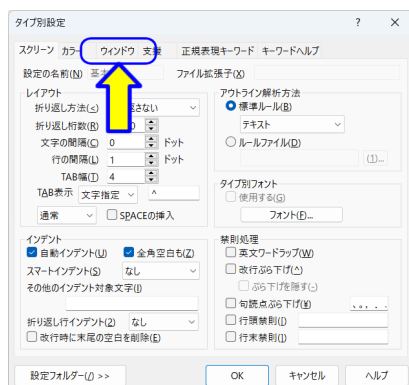 タイプ別設定 ? ×
スクリーン カラー ウィンドウ 支援 正規表現キーワード キーワードヘルプ
設定の名前(N) ファイル拡張子(X)
レイアウト
折り返し方法(<) さない
折り返し桁数(R)
文字の間隔(C) 0 ドット
行の間隔(L) 1 ドット
TAB幅(T) 4
TAB表示 文字指定 ^
通常 SPACEの挿入
インデント
自動インデント(U) 全角空白も(Z)
スマートインデント(S) なし
その他のインデント対象文字(I)
折り返し行インデント(2) なし
改行時に末尾の空白を削除(E)
アウトライン解析方法
標準ルール(B)
テキスト
ルールファイル(D)
(1)...
タイプ別フォント
使用する(G)
フォント(F)...
禁則処理
英文ワードラップ(W)
改行ぶら下げ(^)
ぶら下げを隠す(-)
句読点ぶら下げ(¥)
行頭禁則([)
行末禁則(])
設定フォルダー(/) >> OK キャンセル ヘルプ